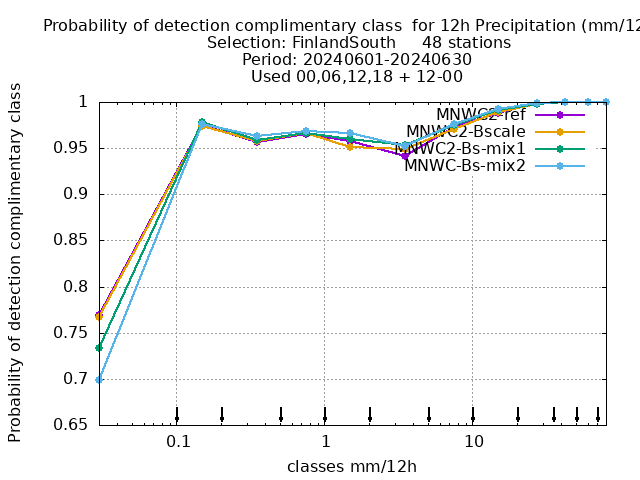 Probability of detection complimentary class  for 12h Precipitation (mm/12
Selection: FinlandSouth     48 stations
Period: 20240601-20240630
Used 00,06,12,18 + 12-00
Probability of detection complimentary class
1
0.95
0.9
0.85
0.8
0.75
0.7
0.65
MNWC2-ref
MNWC2-Bscale
MNWC2-Bs-mix1
MNWC-Bs-mix2
0.1
1
10
classes mm/12h